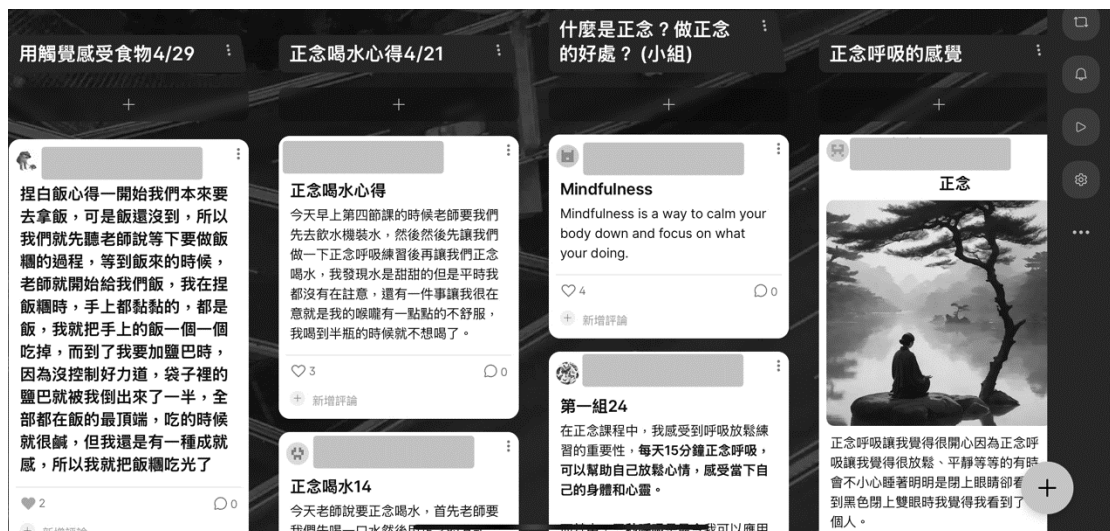 用觸覺感受食物4/29
捏白飯心得一開始我們本來要
去拿飯，可是飯還沒到，所以
我們就先聽老師說等下要做飯
糰的過程，等到飯來的時候，
老師就開始給我們飯，我在捏
飯糰時，手上都黏黏的，都是
飯，我就把手上的飯一個一個
吃掉，而到了我要加鹽巴時，
因為沒控制好力道，袋子裡的
鹽巴就被我倒出來了一半，全
部都在飯的最頂端，吃的時候
就很鹹，但我還是有一種成就
感，所以我就把飯糰吃光了
2
0
新增評論
正念喝水心得4/21
正念喝水心得
今天早上第四節課的時候老師要我們
先去飲水機裝水，然後然後先讓我們
做一下正念呼吸練習後再讓我們正念
喝水，我發現水是甜甜的但是平時我
都沒有在註意，還有一件事讓我很在
意就是我的喉嚨有一點點的不舒服，
我喝到半瓶的時候就不想喝了。
3
0
新增評論
正念喝水14
今天老師說要正念喝水，首先老師要
什麼是正念？做正念
的好處？ (小組)
Mindfulness
Mindfulness is a way to calm your
body down and focus on what
your doing.
4
0
新增評論
第一組24
在正念課程中，我感受到呼吸放鬆練
習的重要性，每天15分鐘正念呼吸，
可以幫助自己放鬆心情，感受當下自
己的身體和心靈。
正念呼吸的感覺
正念
正念呼吸讓我覺得很開心因為正念呼
吸讓我覺得很放鬆、平靜等等的有時
會不小心睡著明明是閉上眼睛卻看
到黑色閉上雙眼時我覺得我看到了
個人。